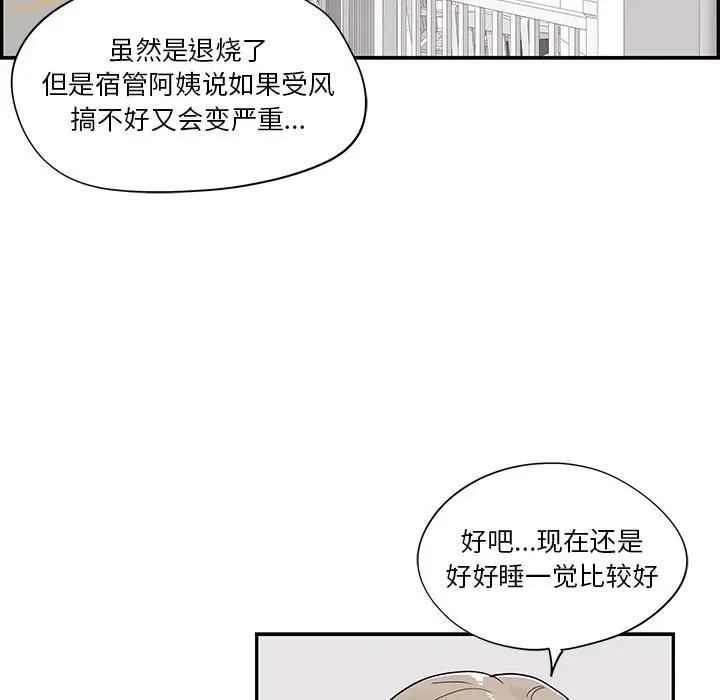 虽然是退烧了
但是宿管阿姨说如果受风
搞不好又会变严重...
好吧...现在还是
好好睡一觉比较好